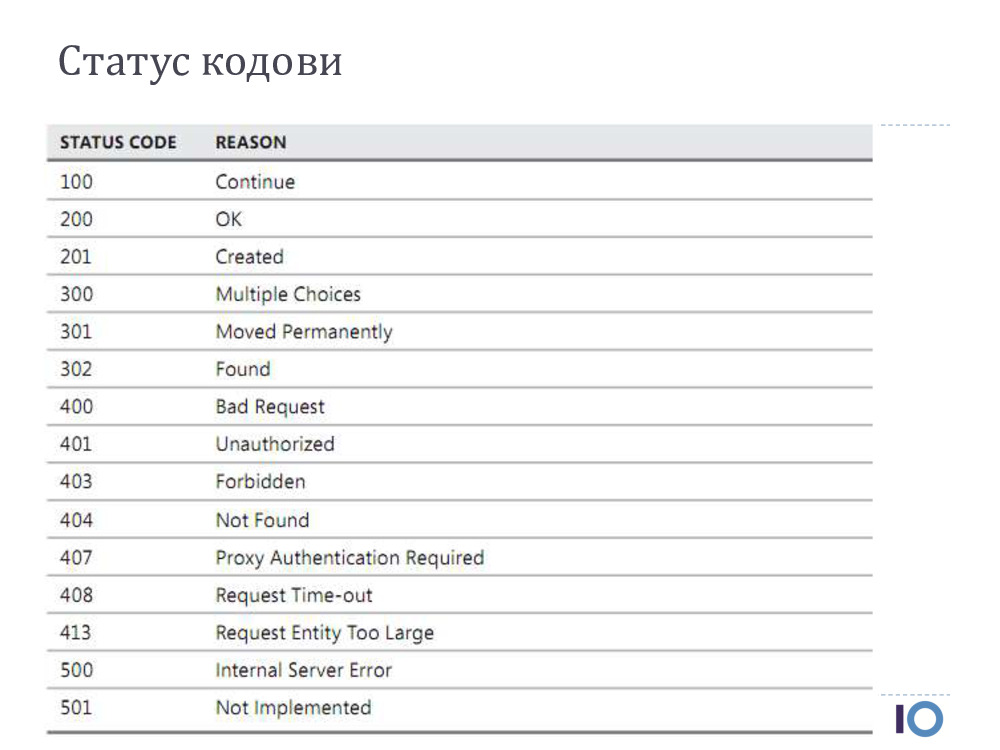 Статус кодови
STATUS CODE REASON
100 Continue
200 OK
201 Created
300 Multiple Choices
301 Moved Permanently
302 Found
400 Bad Request
401 Unauthorized
403 Forbidden
404 Not Found
407 Proxy Authentication Required
408 Request Time-out
413 Request Entity Too Large
500 Internal Server Error
501 Not Implemented
IO